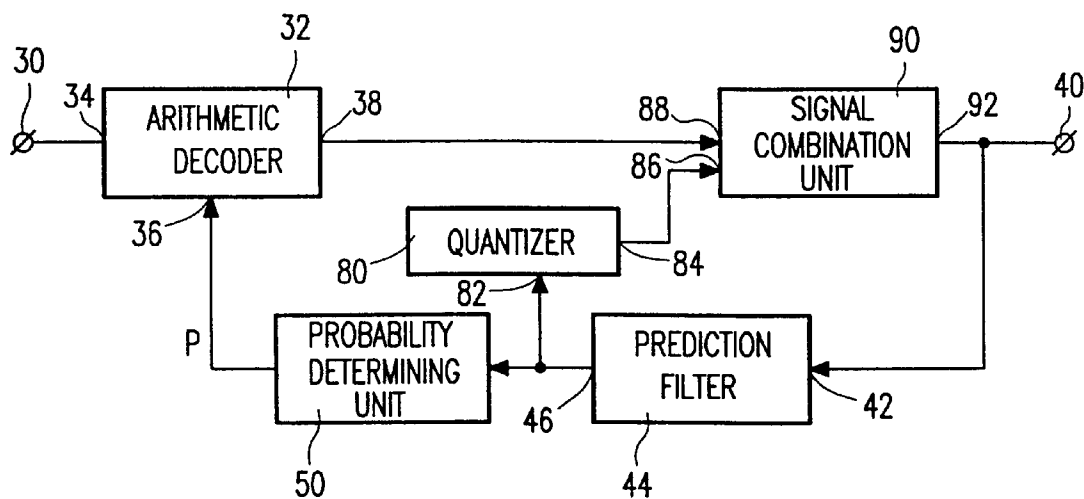 30
34
ARITHMETIC
DECODER
32
38
36
88
86
SIGNAL
COMBINATION
UNIT
90
92
40
80
QUANTIZER
84
82
P
PROBABILITY
DETERMINING
UNIT
50
46
PREDICTION
FILTER
44
42